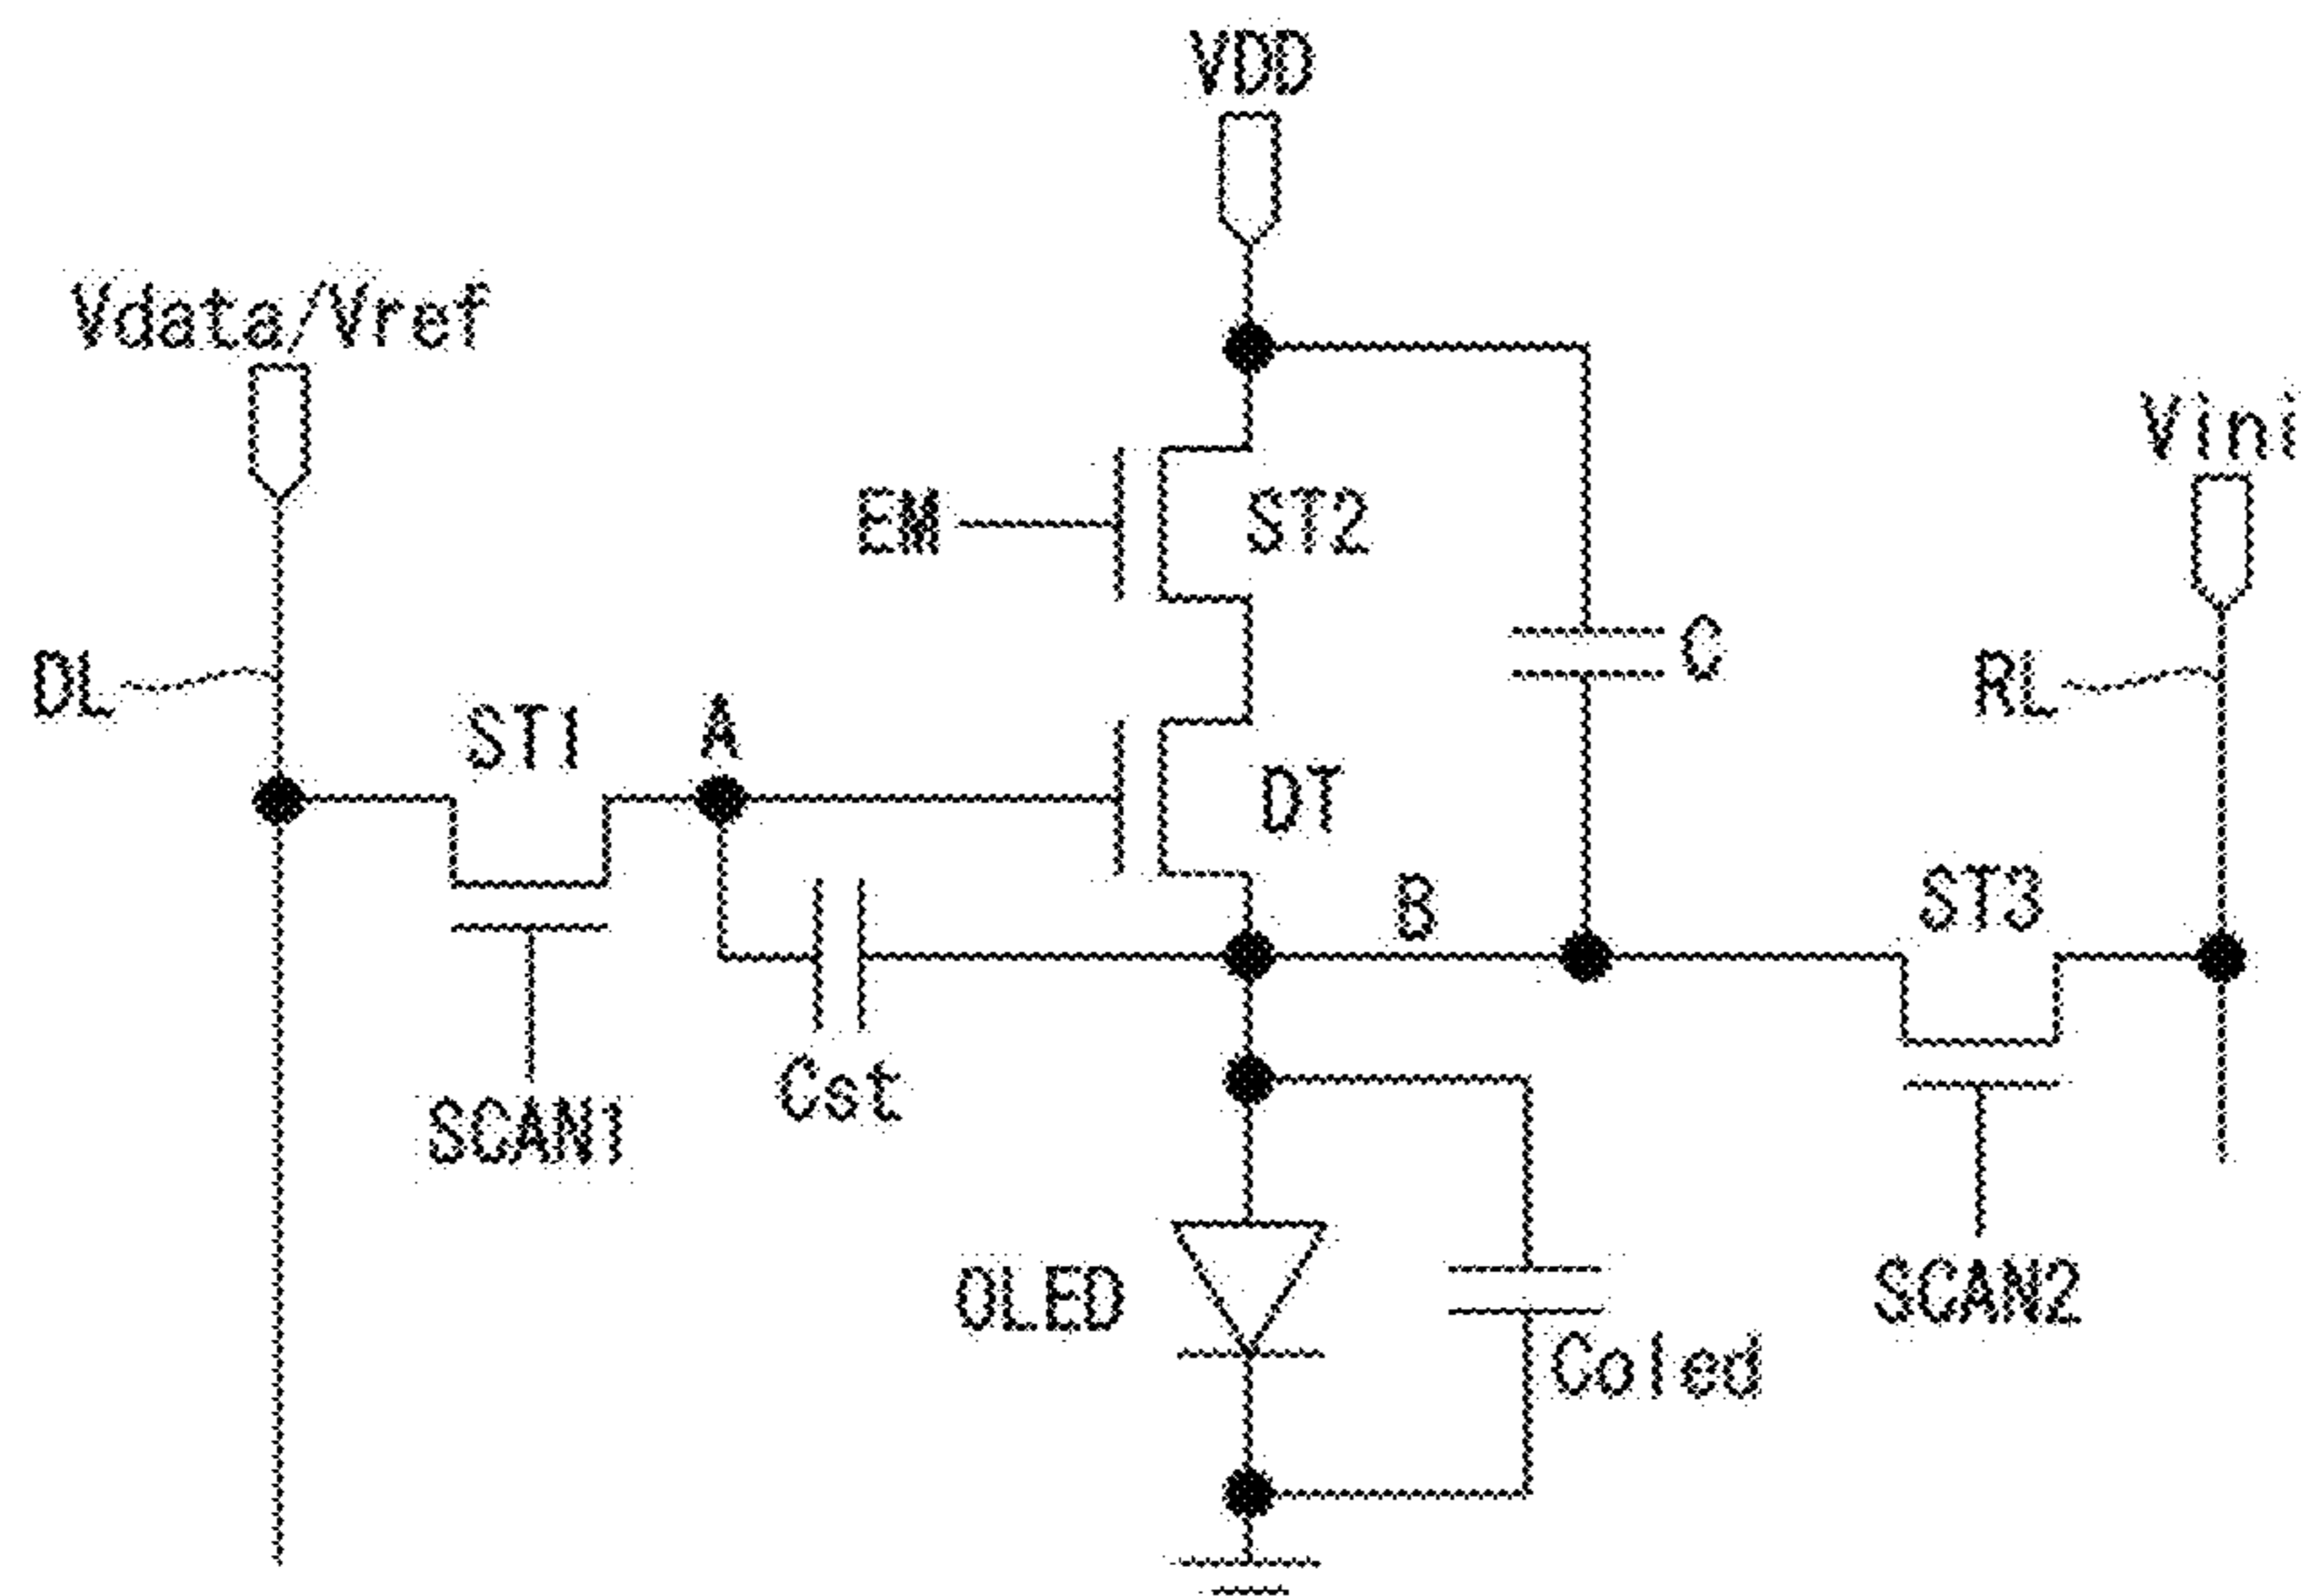 VDD
Vdata/Vref
Vini
EM
ST2
C
DL
RL
ST1
A
DT
B
ST3
Cst
SCAN1
OLED
SCAN2
Coled